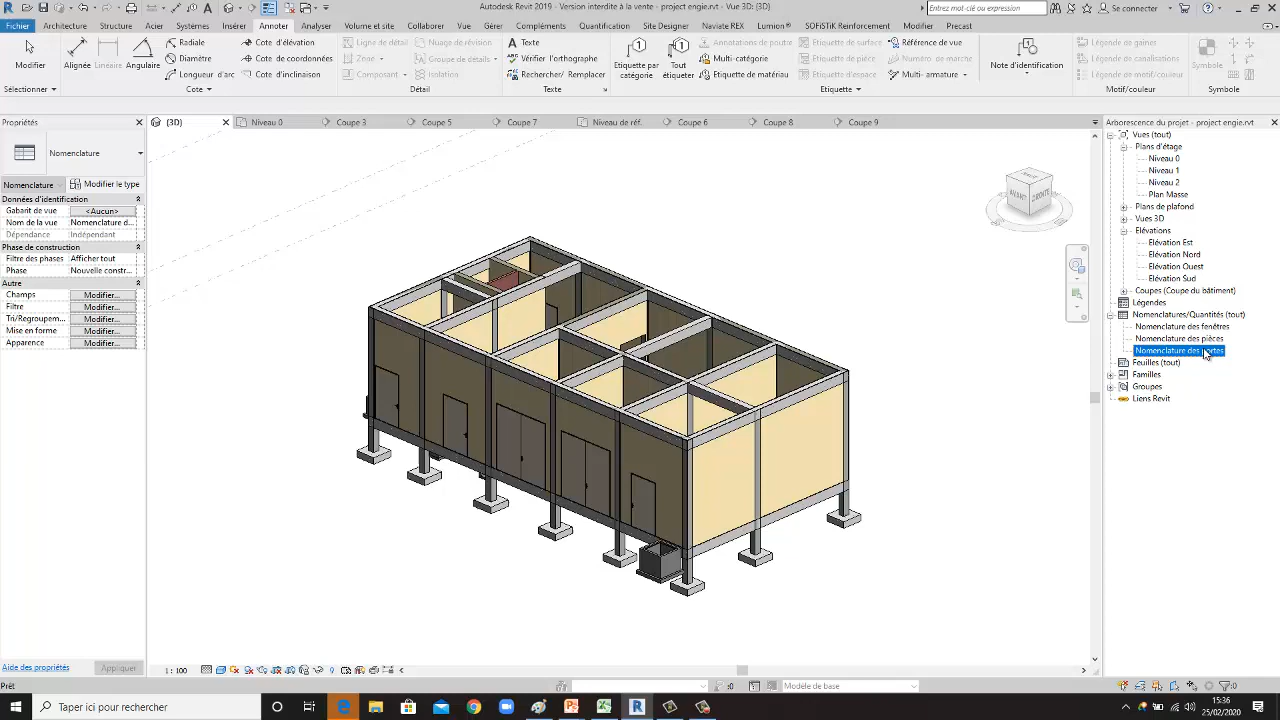 Autodesk Revit 2019 - Version interdite à la vente - project engie.rvt - Vue 3D: {3D}
Entrez mot-clé ou expression
Se connecter
Fichier Architecture Structure Acier Systèmes Insérer Annoter Analyser Volume et site Gérer Compléments Quantification Site Designer Naviate REX Lumion® SOFiSTiK Reinforcement Modifier Precast
Modifier
Sélectionner
Alignée Linéaire Angulaire
Radiale
Diamètre
Longueur d'arc
Cote d'élévation
Cote de coordonnées
Cote d'inclinaison
Cote
Ligne de détail
Nuage de révision
Groupe de détails
Isolation
Détail
Texte
Vérifier l'orthographe
Rechercher/ Remplacer
Texte
Etiquette par catégorie
Tout étiqueter
Annotations de poutre
Multi-catégorie
Etiquette de matériau
Etiquette de surface
Etiquette de pièce
Etiquette d'espace
Référence de vue
Multi- armature
Etiquette
Note d'identification
Légende de gaines
Légende de canalisations
Légende de motif/couleur
Motif/couleur
Symbole
Symbole
Propriétés
{3D} Niveau 0 Coupe 3 Coupe 5 Coupe 7 Niveau de réf. Coupe 6 Coupe 8 Coupe 9
Nomenclature
Nomenclature
Modifier le type
Données d'identification
Gabarit de vue <Aucun>
Nom de la vue Nomenclature d...
Dépendance Indépendant
Phase de construction
Filtre des phases Afficher tout
Phase Nouvelle constr...
Autre
Champs Modifier...
Filtre Modifier...
Tri/Regroupem... Modifier...
Mise en forme Modifier...
Apparence Modifier...
Aide des propriétés
Appliquer
Arborescence du projet - project engie.rvt
Vues (tout)
Plans d'étage
Niveau 0
Niveau 1
Niveau 2
Plan Masse
Plans de plafond
Vues 3D
Elévations
Elévation Est
Elévation Nord
Elévation Ouest
Elévation Sud
Coupes (Coupe du bâtiment)
Légendes
Nomenclatures/Quantités (tout)
Nomenclature des fenêtres
Nomenclature des pièces
Nomenclature des portes
Feuilles (tout)
Familles
Groupes
Liens Revit
1 : 100
Prêt
:0
Modèle de base
:0
Taper ici pour rechercher
15:36
25/02/2020